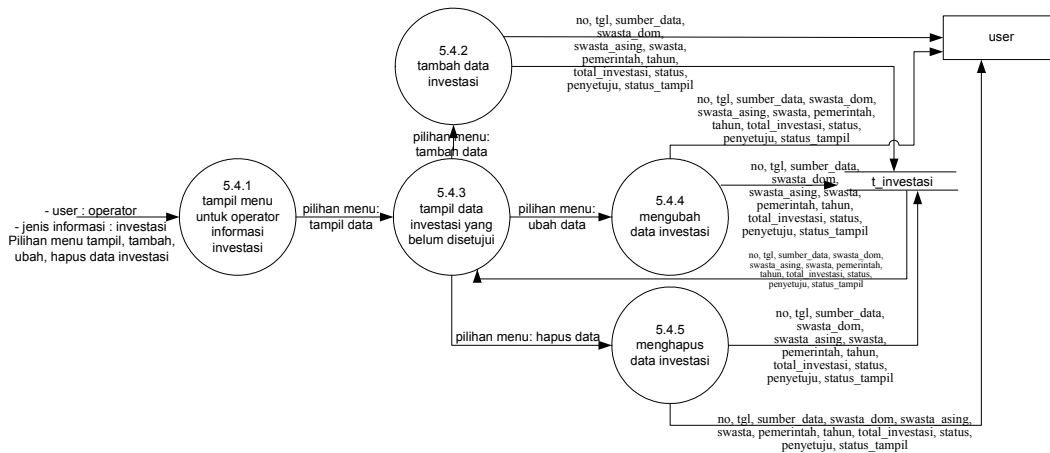 no, tgl, sumber_data,
swasta_dom,
swasta_asing, swasta,
pemerintah, tahun,
total_investasi, status,
penyetuju, status_tampil
user
5.4.2
tambah data
investasi
pilihan menu:
tambah data
no, tgl, sumber_data, swasta_dom,
swasta_asing, swasta, pemerintah,
tahun, total_investasi, status,
penyetuju, status_tampil
5.4.1
tampil menu
untuk operator
informasi
investasi
- user : operator
- jenis informasi : investasi
Pilihan menu tampil, tambah,
ubah, hapus data investasi
pilihan menu:
tampil data
5.4.3
tampil data
investasi yang
belum disetujui
pilihan menu:
ubah data
5.4.4
mengubah
data investasi
no, tgl, sumber_data,
swasta_dom,
swasta_asing, swasta,
pemerintah, tahun,
total_investasi, status,
penyetuju, status_tampil
t_investasi
no, tgl, sumber_data, swasta_dom,
swasta_asing, swasta, pemerintah,
tahun, total_investasi, status,
penyetuju, status_tampil
pilihan menu: hapus data
5.4.5
menghapus
data investasi
no, tgl, sumber_data,
swasta_dom,
swasta_asing, swasta,
pemerintah, tahun,
total_investasi, status,
penyetuju, status_tampil
no, tgl, sumber_data, swasta_dom, swasta_asing,
swasta, pemerintah, tahun, total_investasi, status,
penyetuju, status_tampil